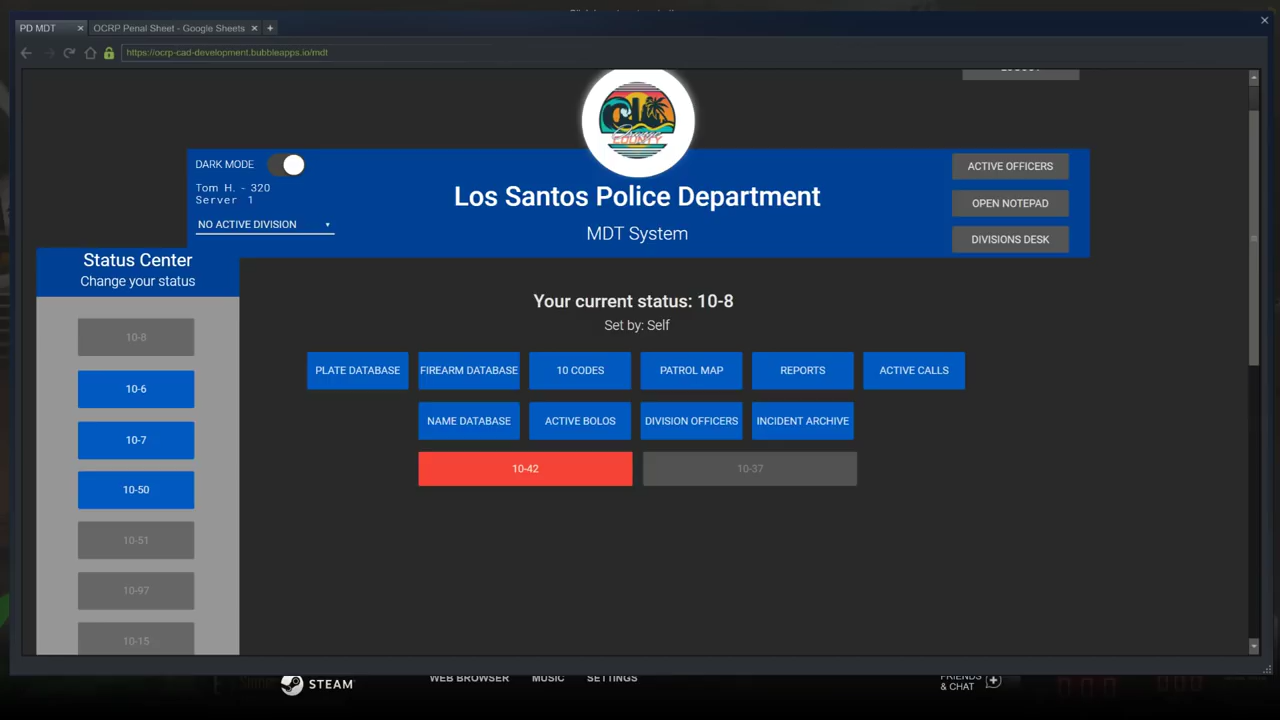 PD MDT
OCRP Penal Sheet - Google Sheets
https://ocrp-cad-development.bubbleapps.io/mdt
LOGOUT
DARK MODE
Tom H. - 320
Server 1
NO ACTIVE DIVISION
Los Santos Police Department
MDT System
ACTIVE OFFICERS
OPEN NOTEPAD
DIVISIONS DESK
Status Center
Change your status
10-8
10-6
10-7
10-50
10-51
10-97
10-15
Your current status: 10-8
Set by: Self
PLATE DATABASE
FIREARM DATABASE
10 CODES
PATROL MAP
REPORTS
ACTIVE CALLS
NAME DATABASE
ACTIVE BOLOS
DIVISION OFFICERS
INCIDENT ARCHIVE
10-42
10-37
STEAM
WEB BROWSER
MUSIC
SETTINGS
FRIENDS
& CHAT